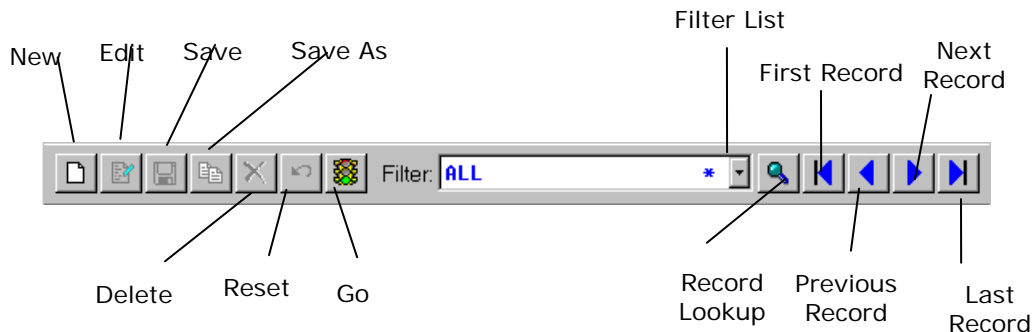 Filter List
New
Edit
Save
Save As
First Record
Next
Record
Filter: ALL *
Delete
Reset
Go
Record
Lookup
Previous
Record
Last
Record